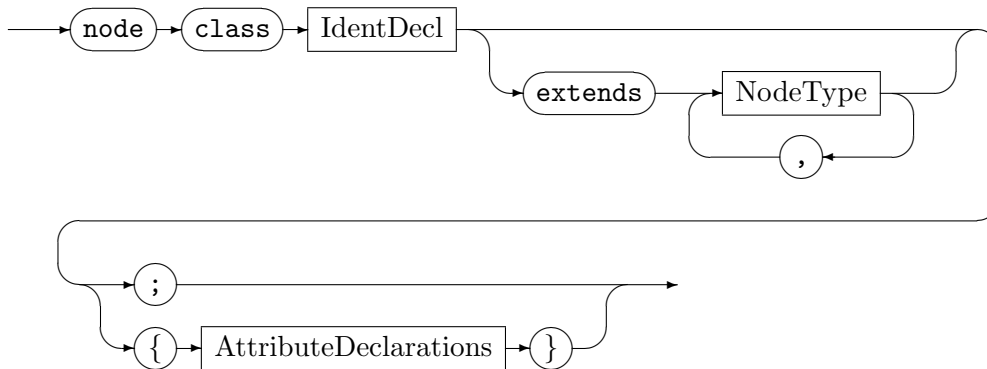 node class IdentDecl
extends NodeType
,
;
{ AttributeDeclarations }